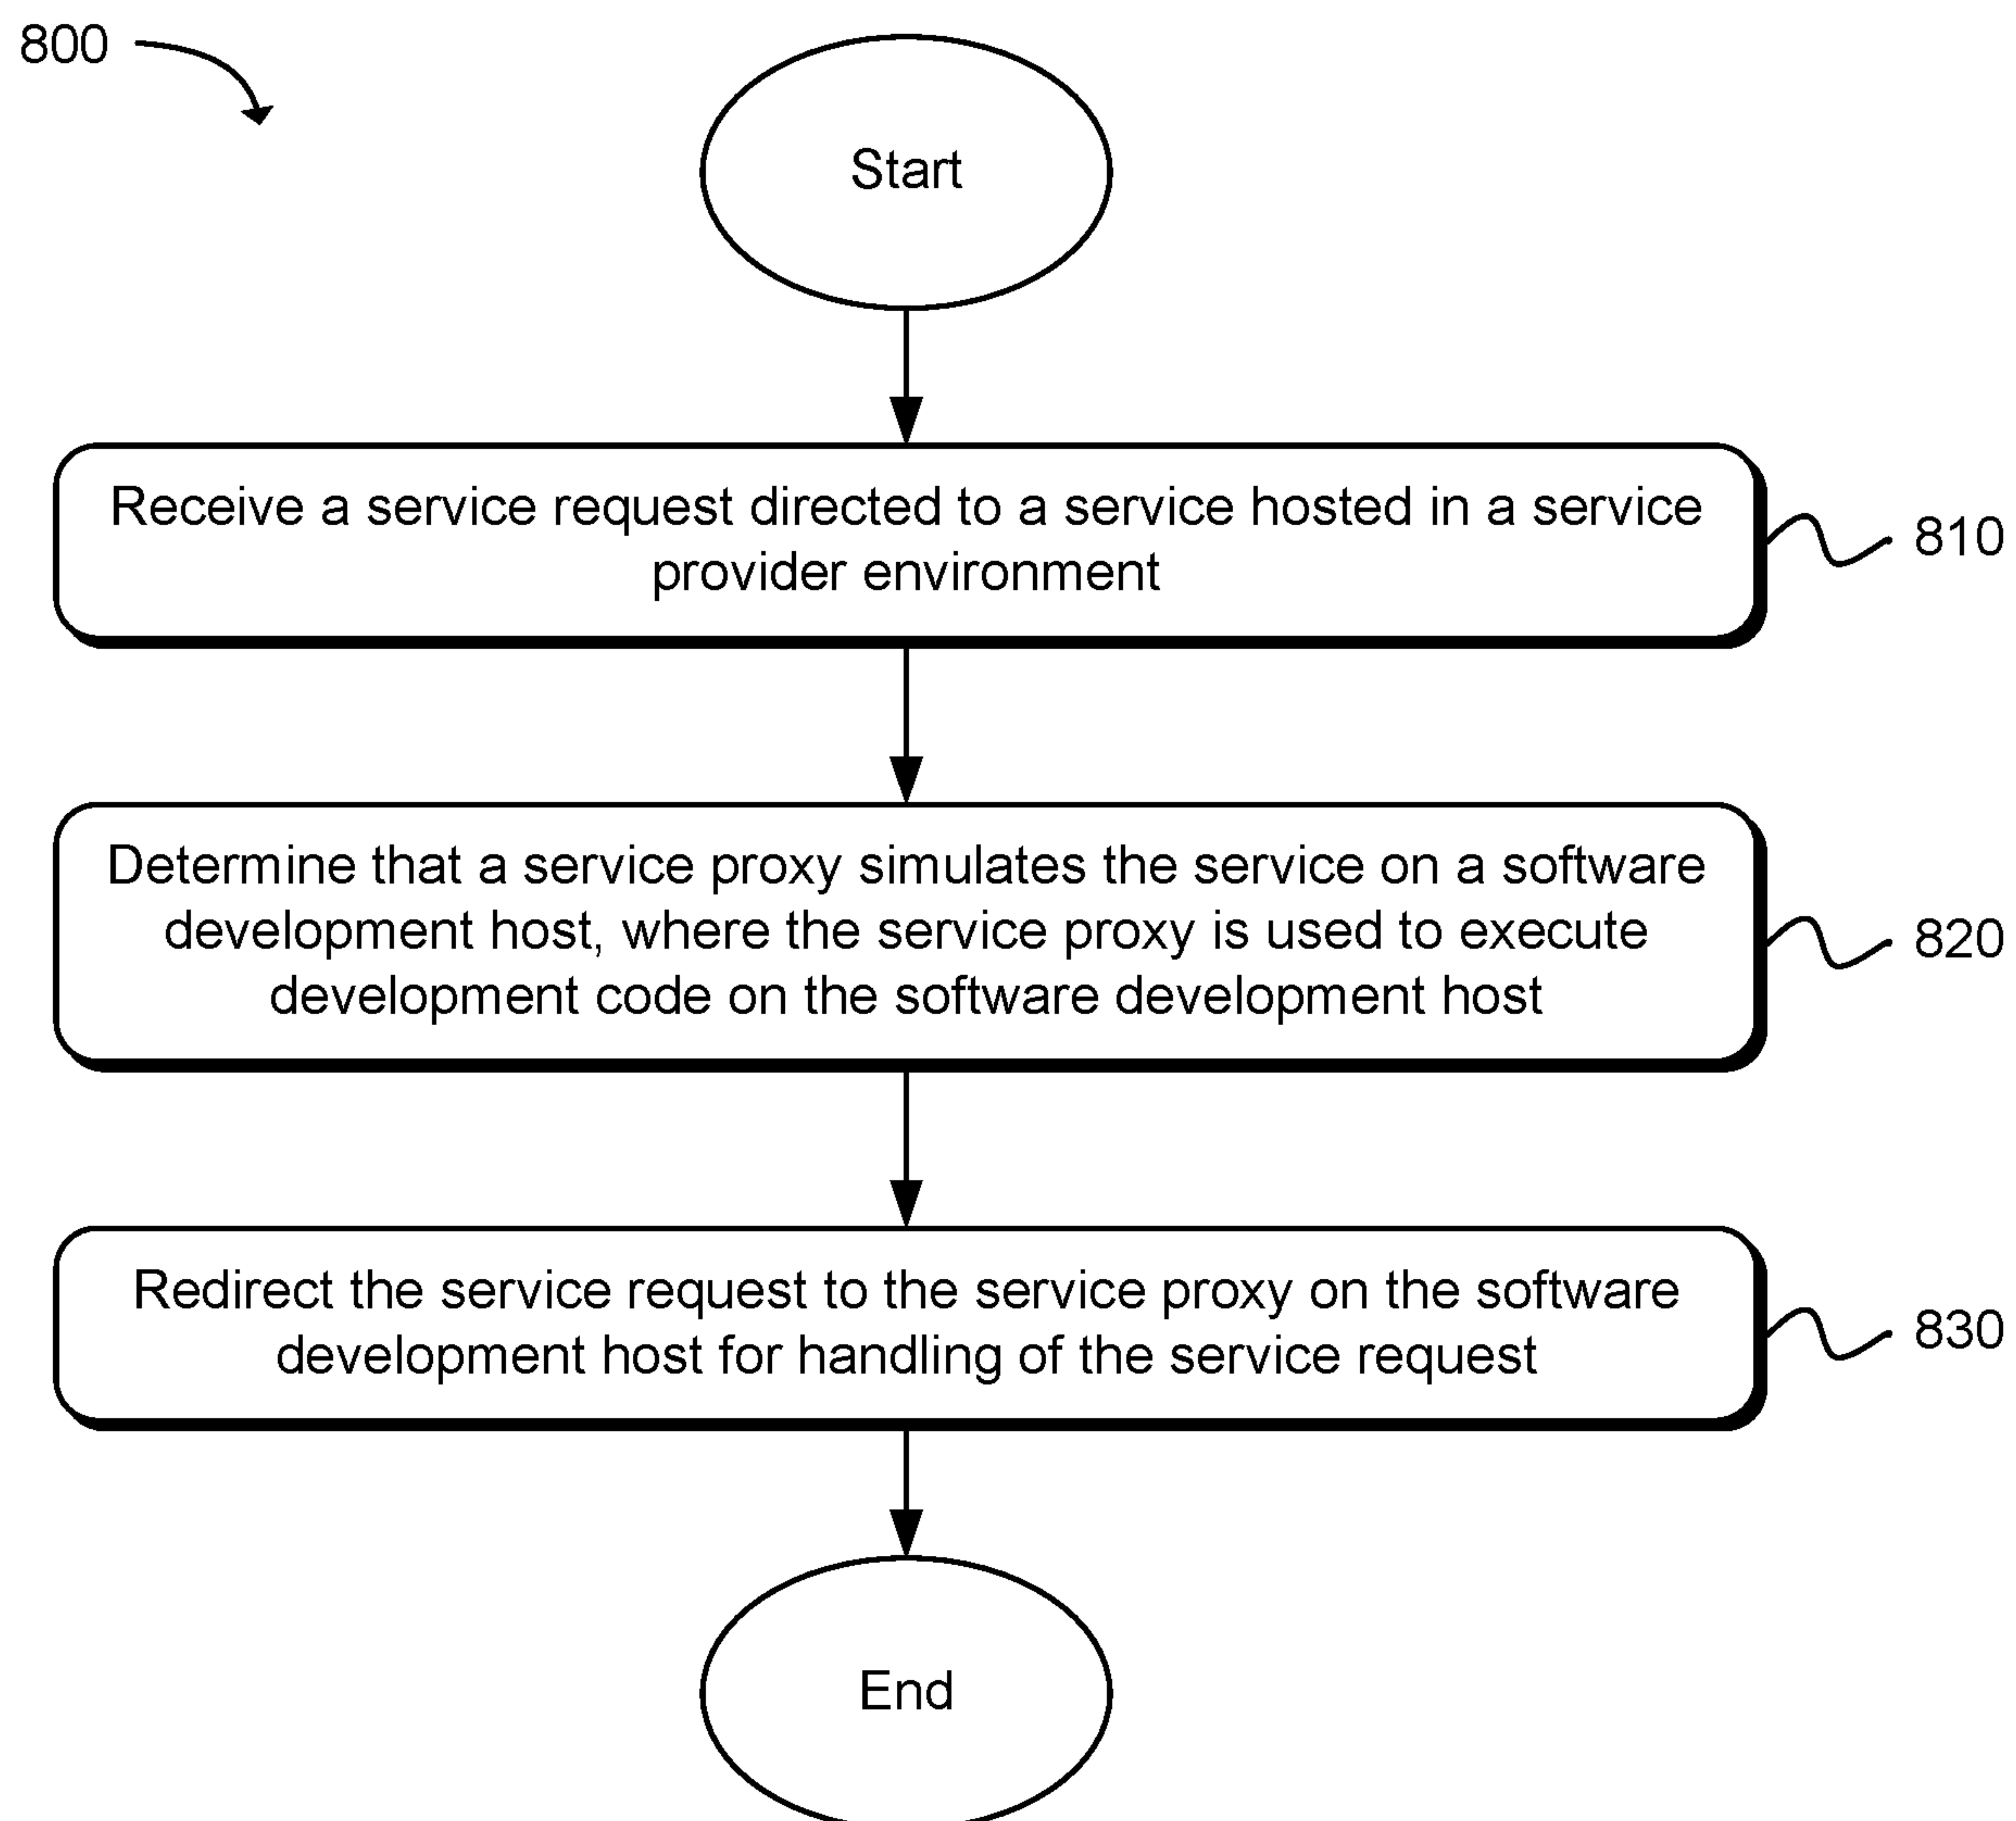 800
Start
Receive a service request directed to a service hosted in a service
provider environment
810
Determine that a service proxy simulates the service on a software
development host, where the service proxy is used to execute
development code on the software development host
820
Redirect the service request to the service proxy on the software
development host for handling of the service request
830
End